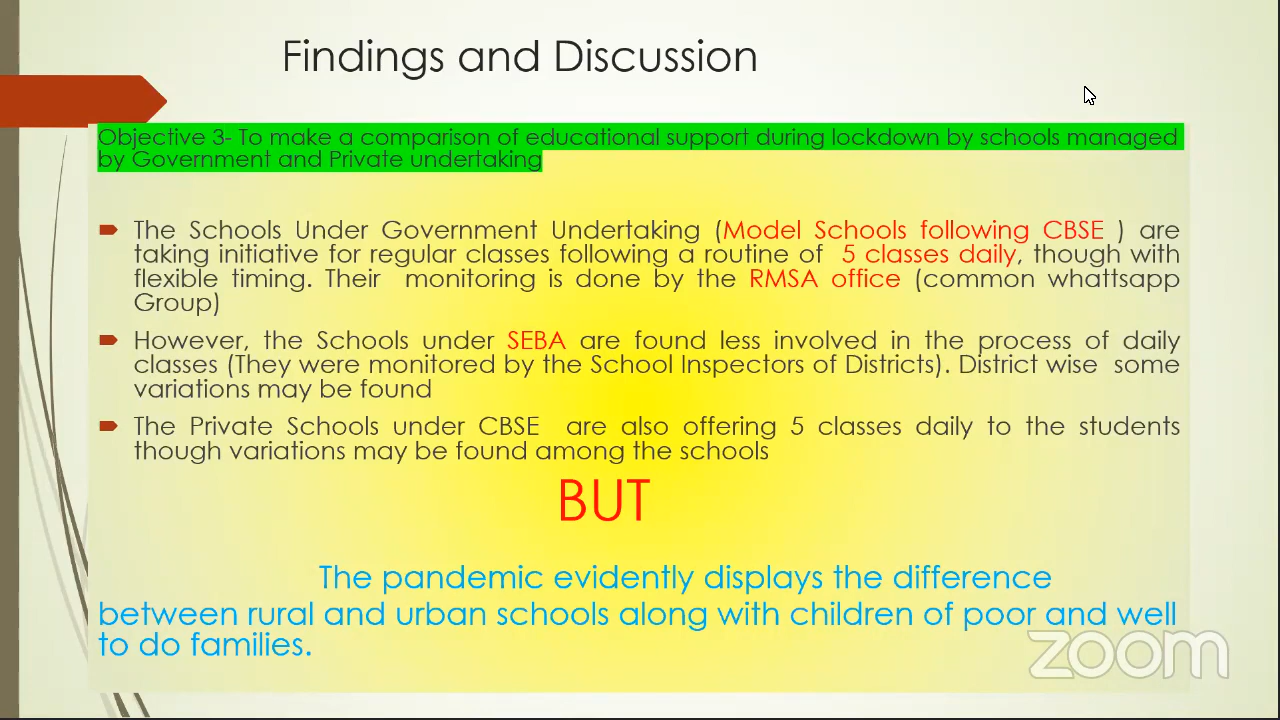 Findings and Discussion
Objective 3- To make a comparison of educational support during lockdown by schools managed
by Government and Private undertaking
The Schools Under Government Undertaking (Model Schools following CBSE ) are
taking initiative for regular classes following a routine of 5 classes daily, though with
flexible timing. Their monitoring is done by the RMSA office (common whattsapp
Group)
However, the Schools under SEBA are found less involved in the process of daily
classes (They were monitored by the School Inspectors of Districts). District wise some
variations may be found
The Private Schools under CBSE are also offering 5 classes daily to the students
though variations may be found among the schools
BUT
The pandemic evidently displays the difference
between rural and urban schools along with children of poor and well
to do families.
zoom